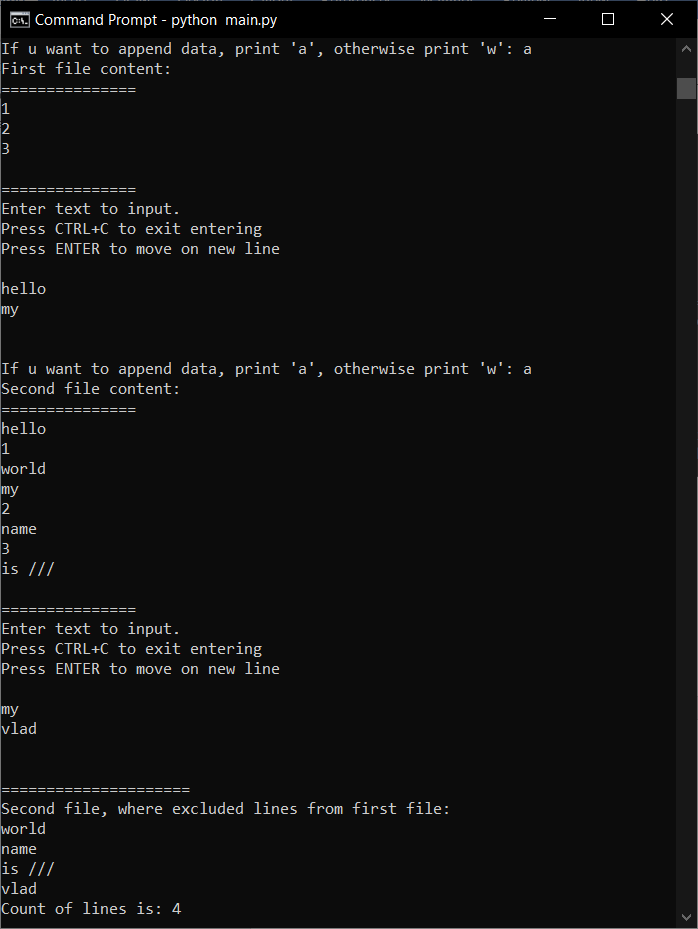 Command Prompt - python main.py
If u want to append data, print 'a', otherwise print 'w': a
First file content:
===============
1
2
3
===============
Enter text to input.
Press CTRL+C to exit entering
Press ENTER to move on new line
hello
my
If u want to append data, print 'a', otherwise print 'w': a
Second file content:
===============
hello
1
world
my
2
name
3
is ///
===============
Enter text to input.
Press CTRL+C to exit entering
Press ENTER to move on new line
my
vlad
=====================
Second file, where excluded lines from first file:
world
name
is ///
vlad
Count of lines is: 4